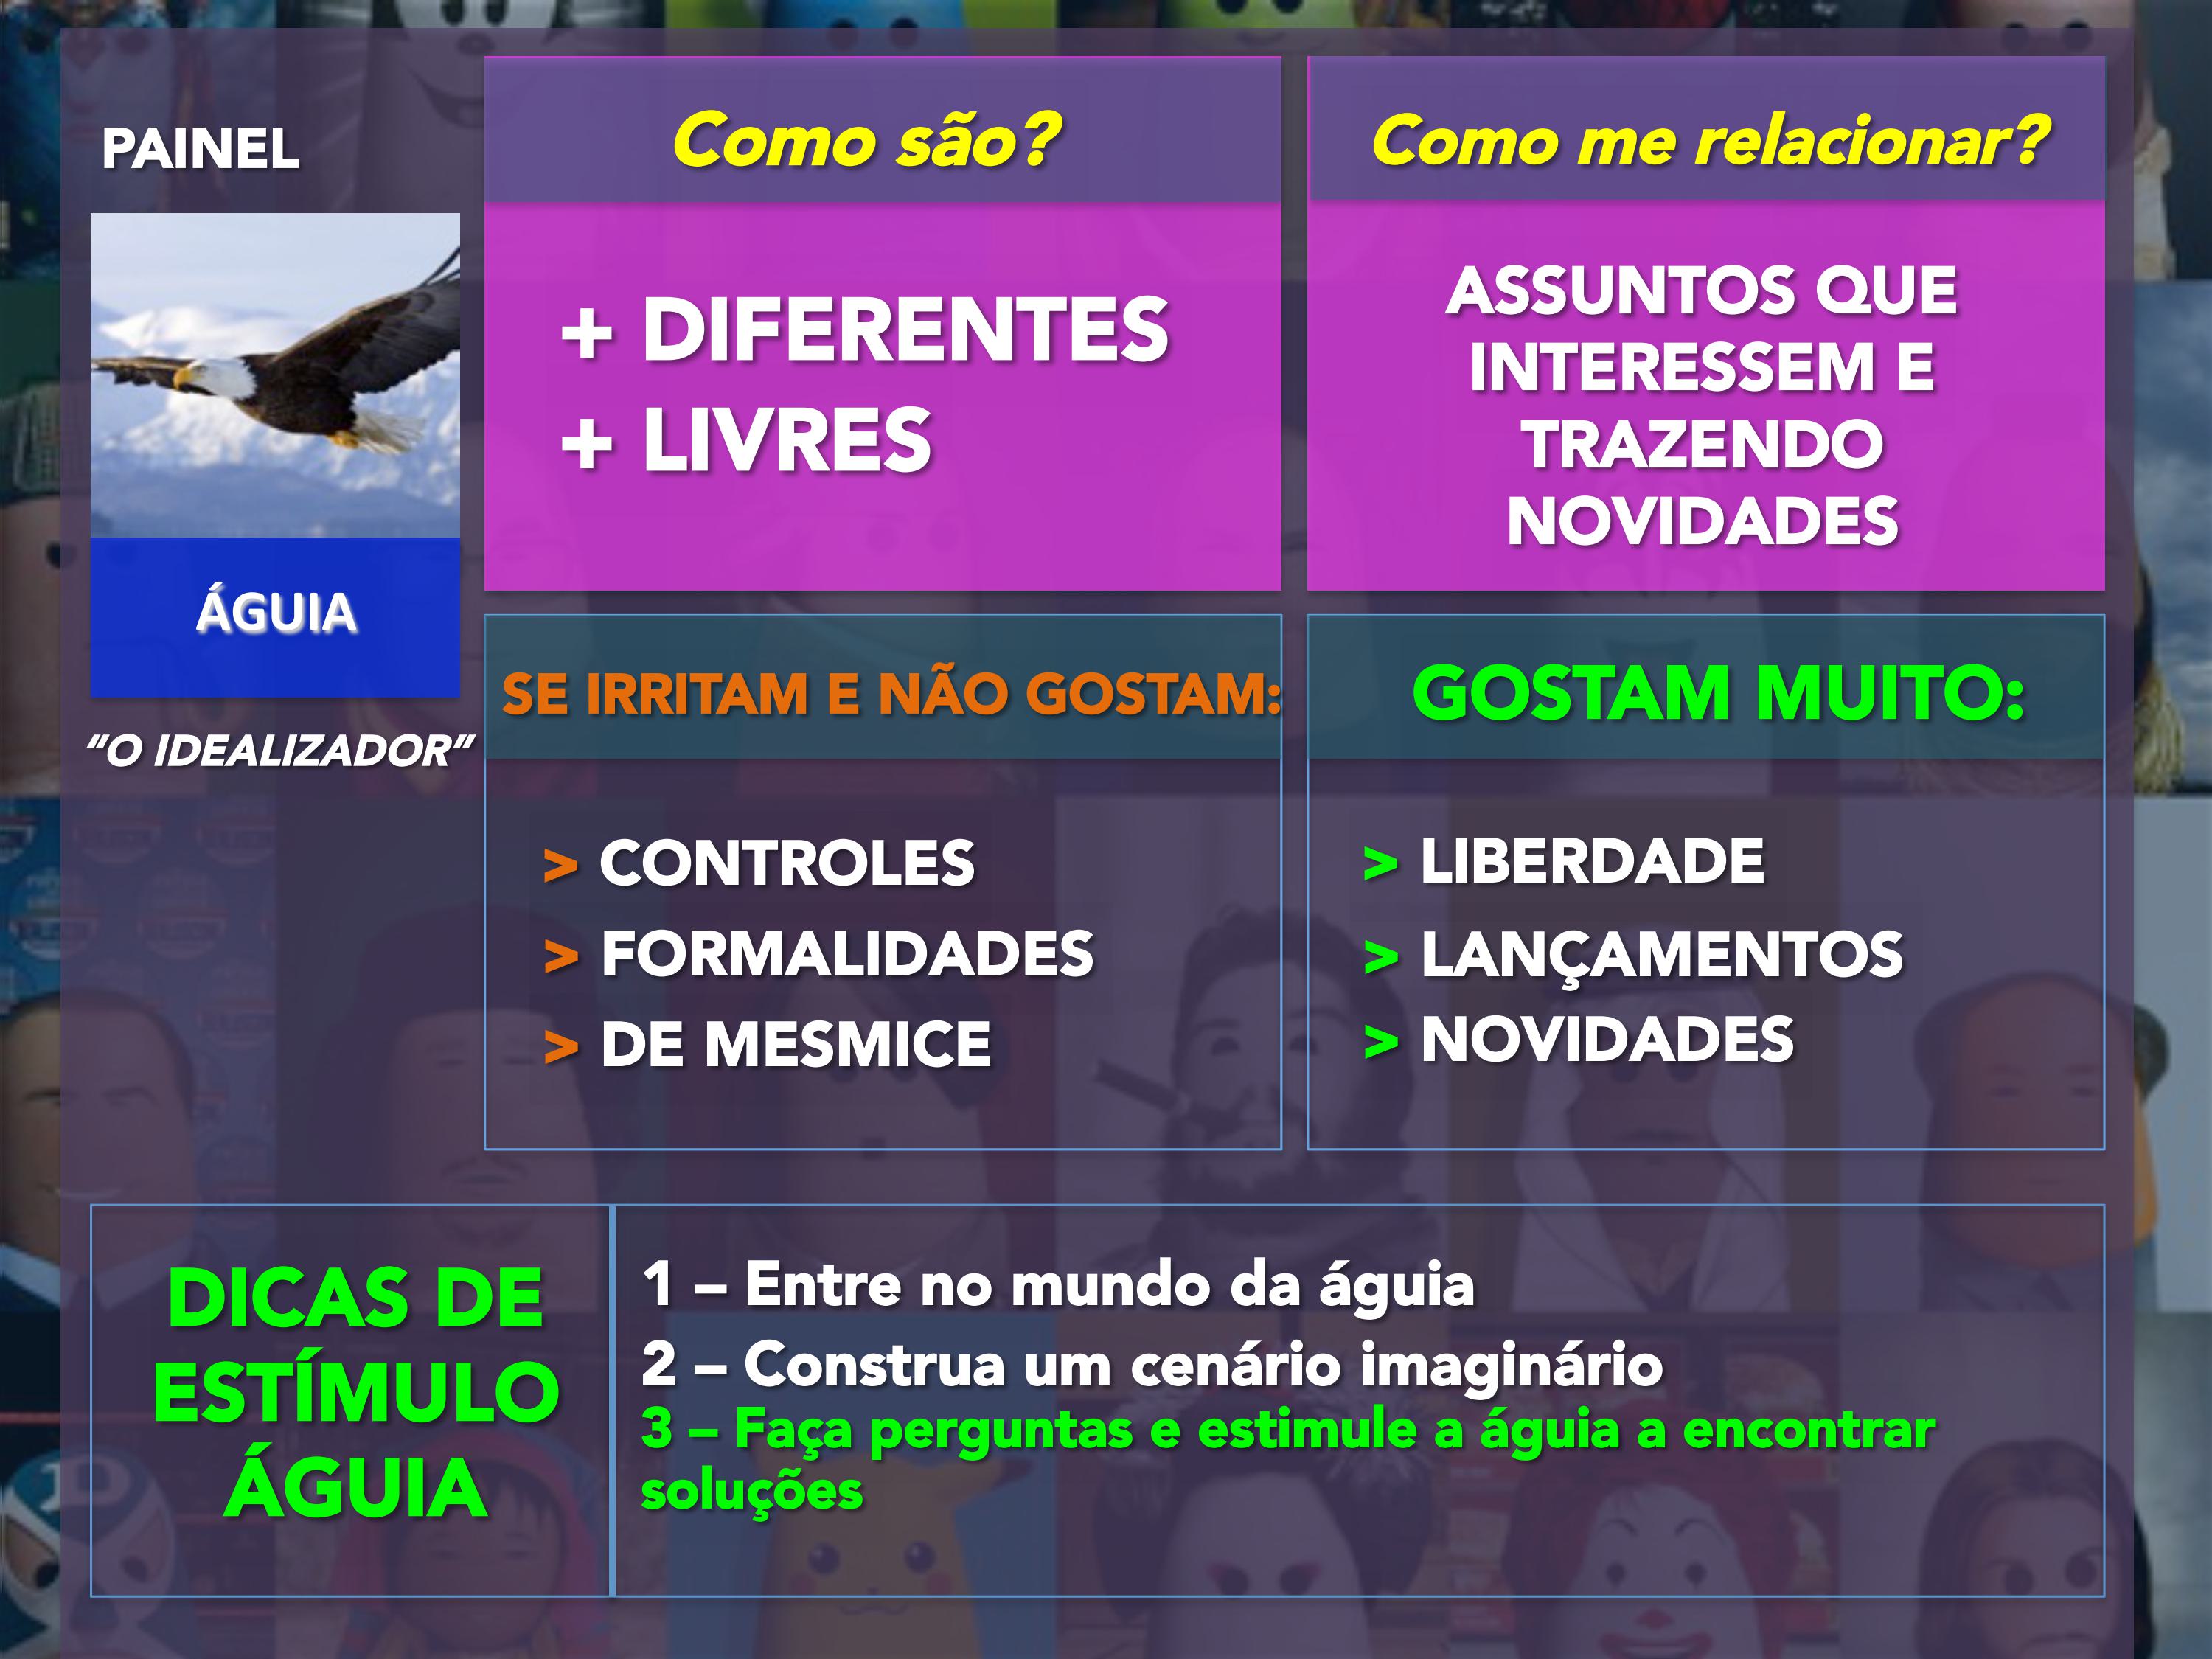 PAINEL
ÁGUIA
“O IDEALIZADOR”
Como são?
+ DIFERENTES
+ LIVRES
Como me relacionar?
ASSUNTOS QUE
INTERESSEM E
TRAZENDO
NOVIDADES
SE IRRITAM E NÃO GOSTAM:
> CONTROLES
> FORMALIDADES
> DE MESMICE
GOSTAM MUITO:
> LIBERDADE
> LANÇAMENTOS
> NOVIDADES
DICAS DE
ESTÍMULO
ÁGUIA
1 – Entre no mundo da águia
2 – Construa um cenário imaginário
3 – Faça perguntas e estimule a águia a encontrar
soluções